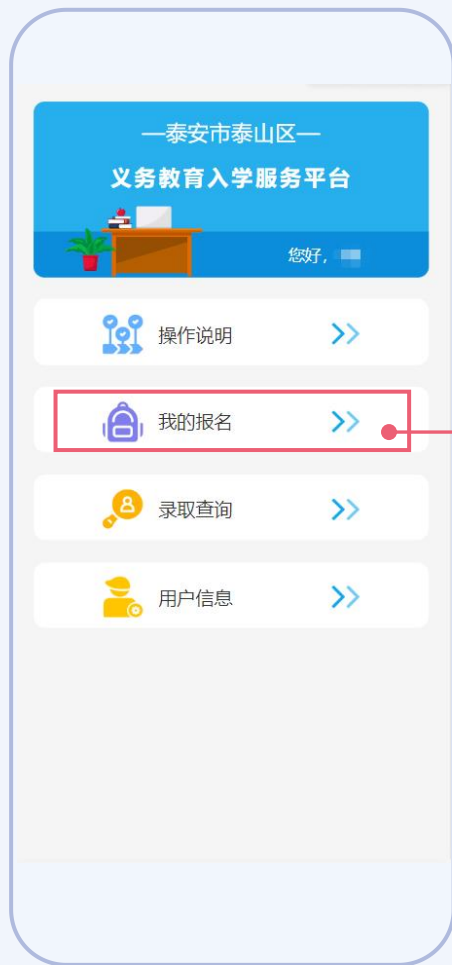 —泰安市泰山区—
义务教育入学服务平台
您好，
操作说明
我的报名
录取查询
用户信息